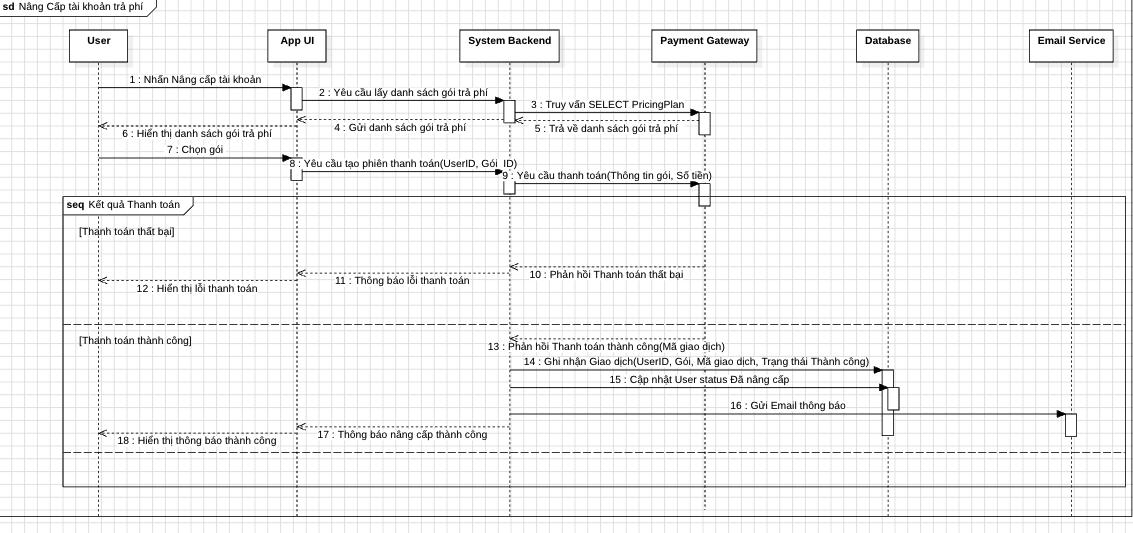 sd Nâng Cấp tài khoản trả phí
User
App UI
System Backend
Payment Gateway
Database
Email Service
1 : Nhấn Nâng cấp tài khoản
2 : Yêu cầu lấy danh sách gói trả phí
3 : Truy vấn SELECT PricingPlan
4 : Gửi danh sách gói trả phí
5 : Trả về danh sách gói trả phí
6 : Hiển thị danh sách gói trả phí
7 : Chọn gói
8 : Yêu cầu tạo phiên thanh toán(UserID, Gói_ID)
9 : Yêu cầu thanh toán(Thông tin gói, Số tiền)
seq Kết quả Thanh toán
[Thanh toán thất bại]
10 : Phản hồi Thanh toán thất bại
11 : Thông báo lỗi thanh toán
12 : Hiển thị lỗi thanh toán
[Thanh toán thành công]
13 : Phản hồi Thanh toán thành công(Mã giao dịch)
14 : Ghi nhận Giao dịch(UserID, Gói, Mã giao dịch, Trạng thái Thành công)
15 : Cập nhật User status Đã nâng cấp
16 : Gửi Email thông báo
17 : Thông báo nâng cấp thành công
18 : Hiển thị thông báo thành công